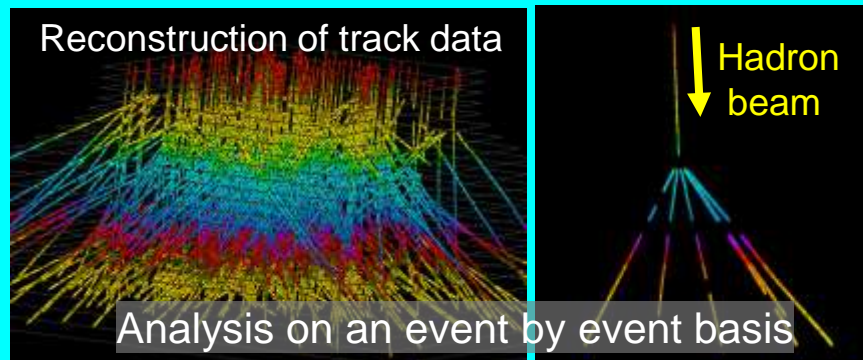 Reconstruction of track data
Hadron
beam
Analysis on an event by event basis